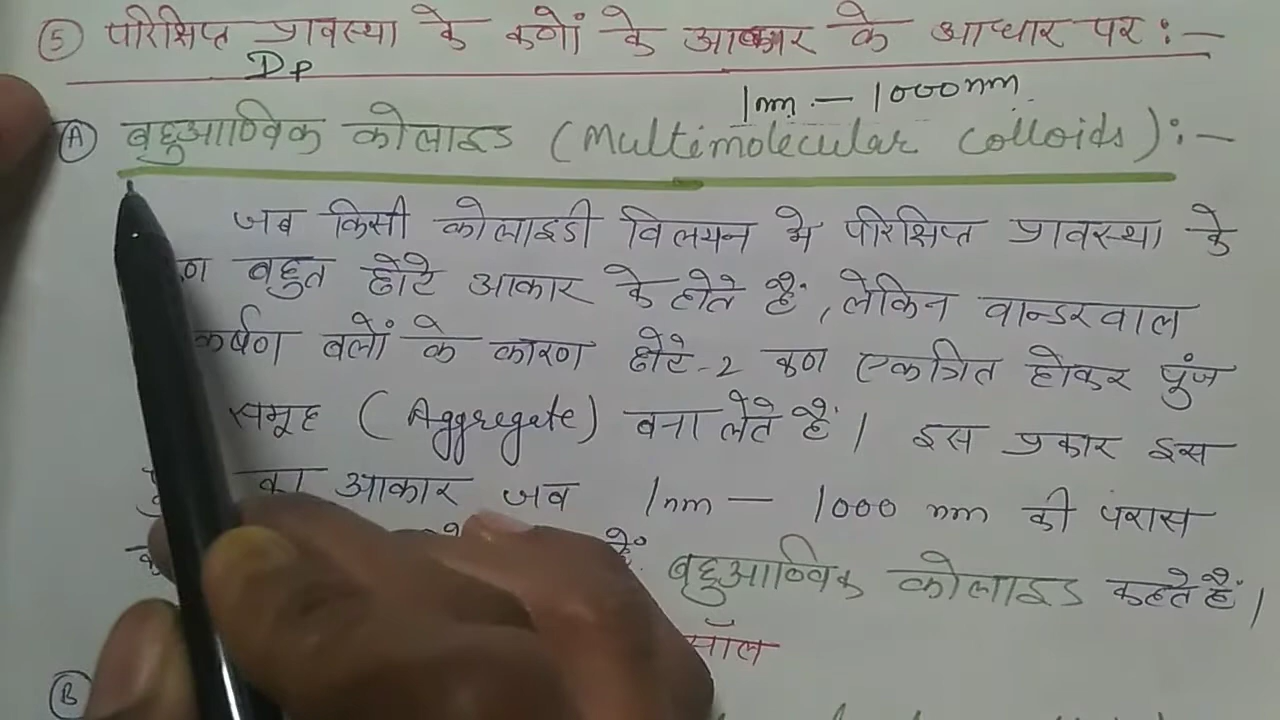 ⑤ परिक्षिप्त प्रावस्था के कणों के आकार के आधार पर :-
DP
1nm - 1000nm
Ⓐ बहुआण्विक कोलाइड (Multimolecular Colloids) :-
जब किसी कोलाइडी विलयन मे परिक्षिप्त प्रावस्था के
बहुत छोटे आकार के होते हैं, लेकिन वान्डरवाल
बलों के कारण छोटे-2 कण एकत्रित होकर पुंज
समूह (Aggregate) बना लेते हैं। इस प्रकार इस
का आकार जब 1nm - 1000 nm की परास
बहुआण्विक कोलाइड कहते हैं।
सॉल
Ⓑ